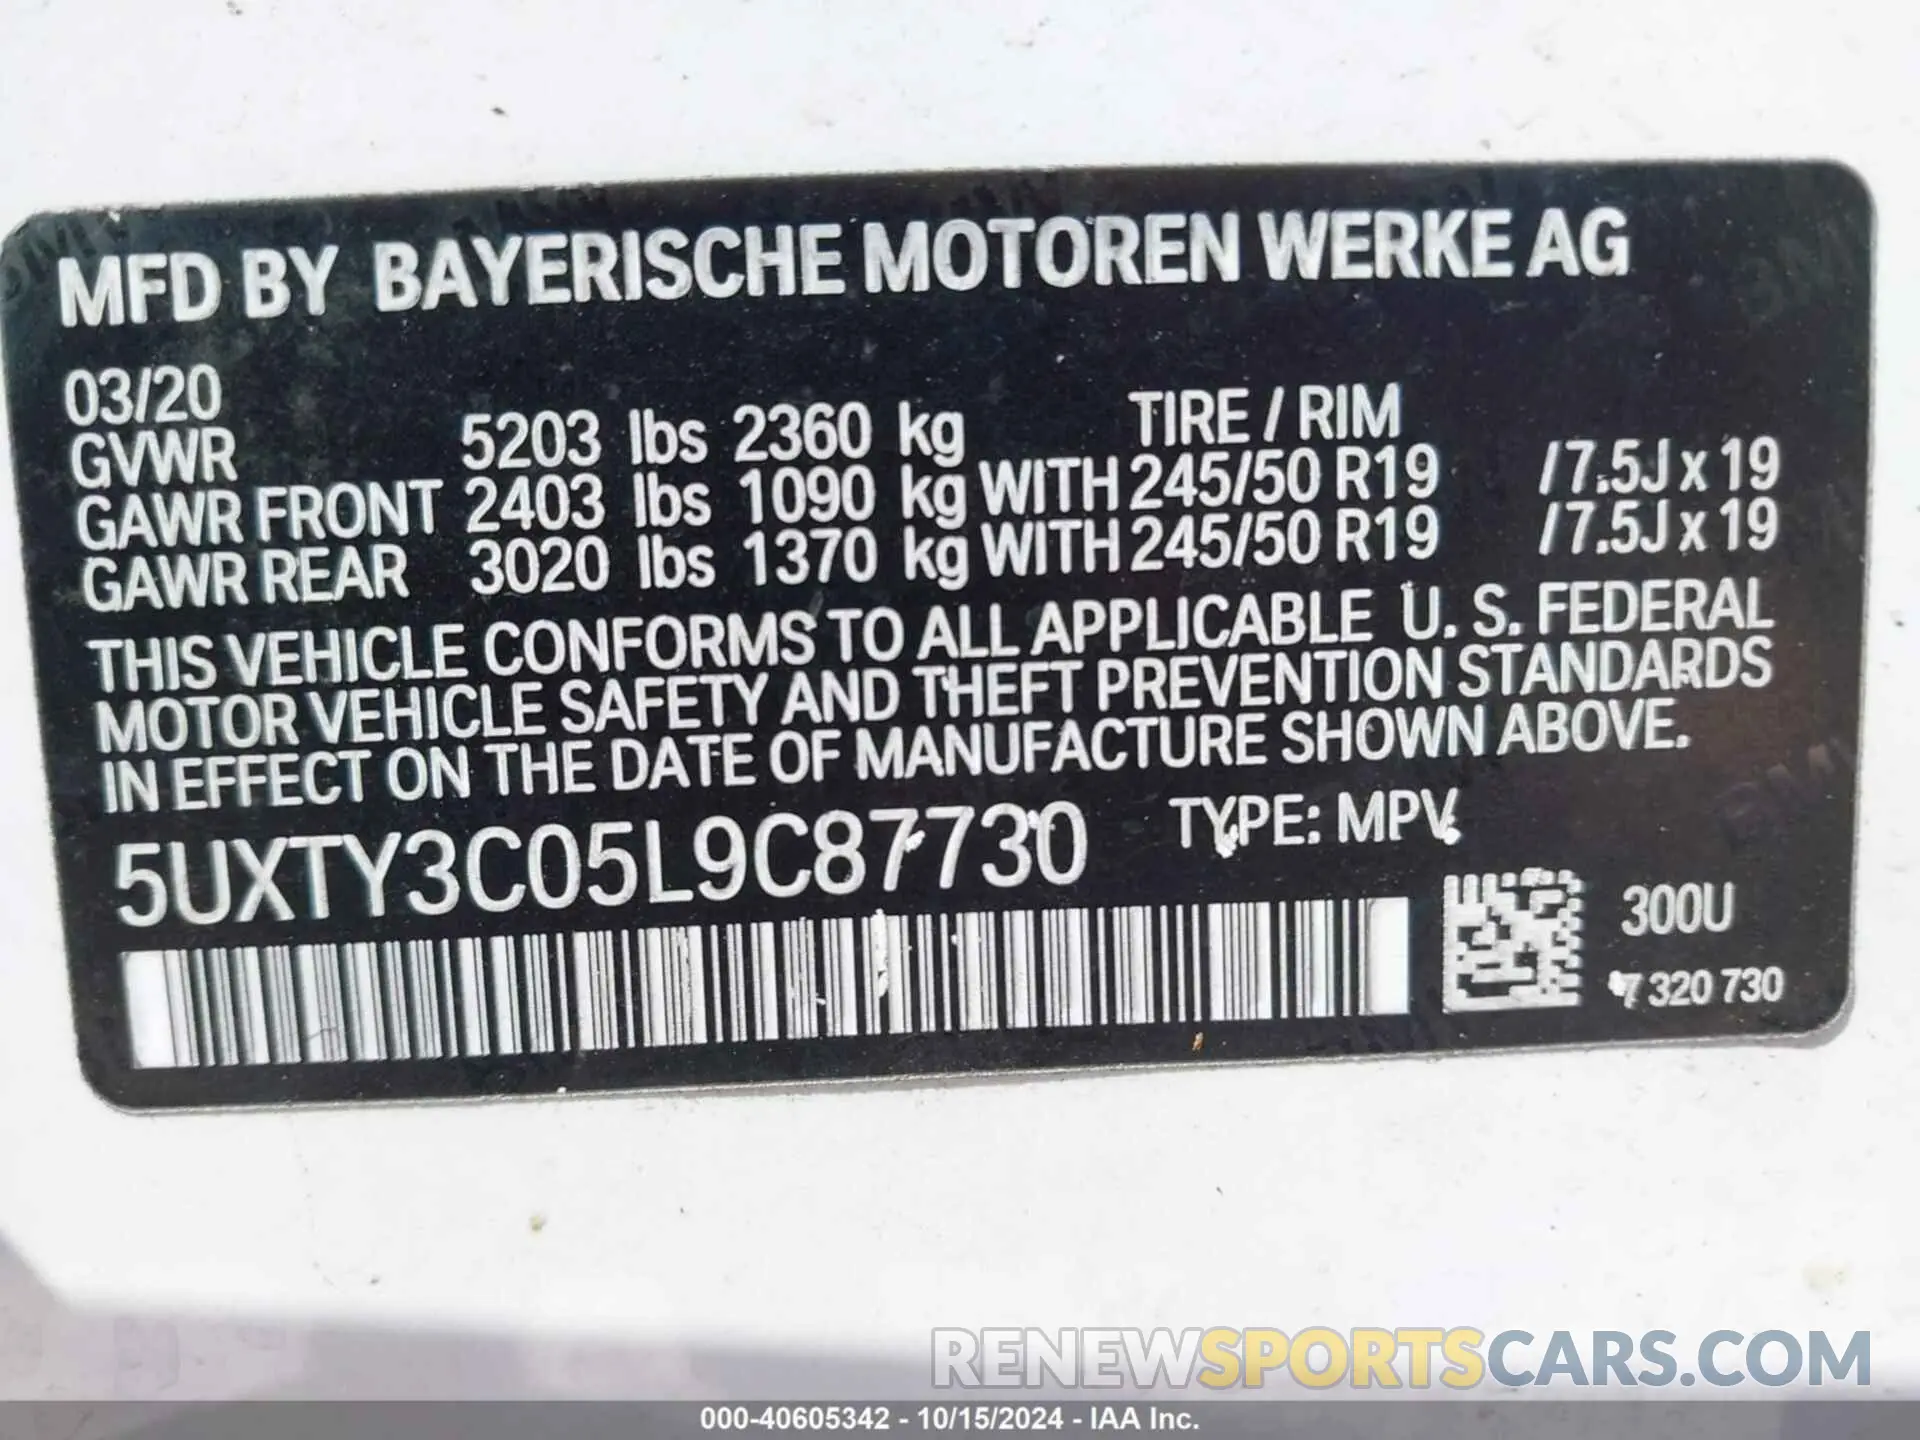 MFD BY BAYERISCHE MOTOREN WERKE AG
03/20
TIRE / RIM
GVWR 5203 lbs 2360 kg
GAWR FRONT 2403 lbs 1090 kg WITH 245/50 R19 / 7.5J x 19
GAWR REAR 3020 lbs 1370 kg WITH 245/50 R19 / 7.5J x 19
THIS VEHICLE CONFORMS TO ALL APPLICABLE U. S. FEDERAL
MOTOR VEHICLE SAFETY AND THEFT PREVENTION STANDARDS
IN EFFECT ON THE DATE OF MANUFACTURE SHOWN ABOVE.
5UXTY3C05L9C87730 TYPE: MPV
300U
7 320 730
RENEWSPORTSCARS.COM
000-40605342 - 10/15/2024 - IAA Inc.